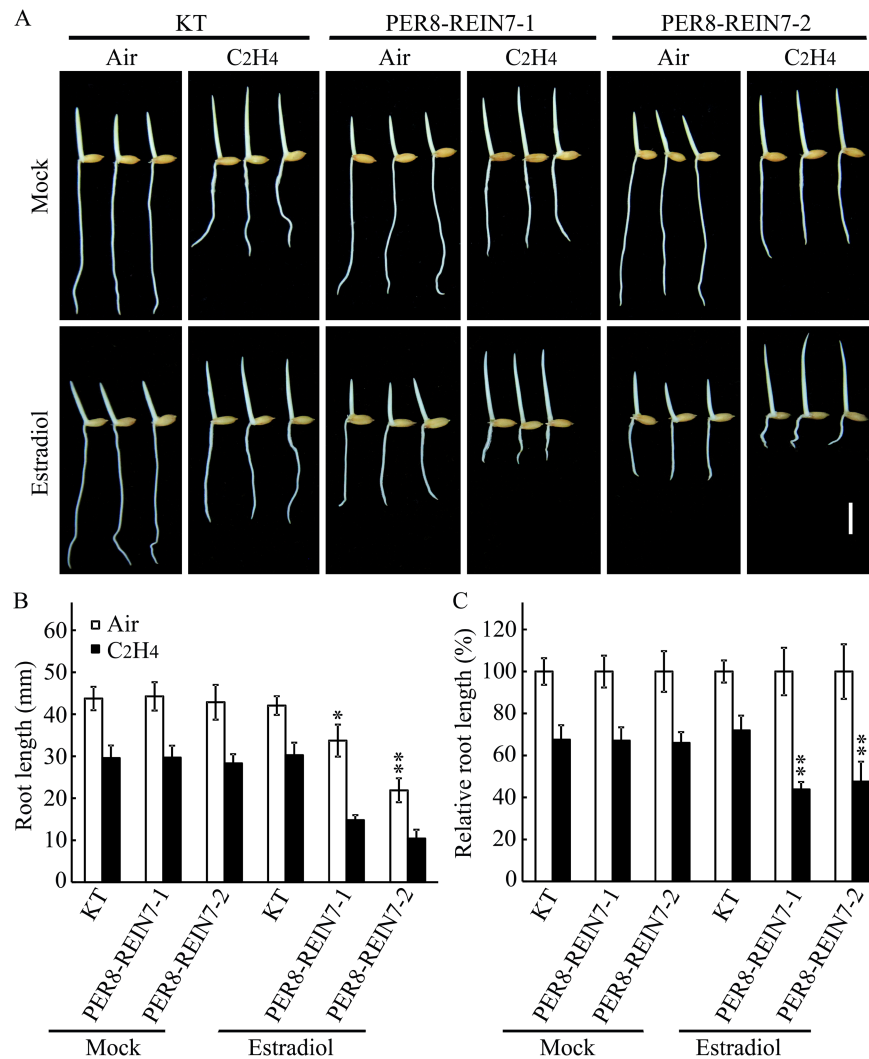 A
KT PER8-REIN7-1 PER8-REIN7-2
Air C2H4 Air C2H4 Air C2H4
Mock
Estradiol
B
Root length (mm)
60
50
40
30
20
10
0
Air
C2H4
*
**
KT
PER8-REIN7-1
PER8-REIN7-2
KT
PER8-REIN7-1
PER8-REIN7-2
Mock Estradiol
C
Relative root length (%)
120
100
80
60
40
20
0
**
**
KT
PER8-REIN7-1
PER8-REIN7-2
KT
PER8-REIN7-1
PER8-REIN7-2
Mock Estradiol